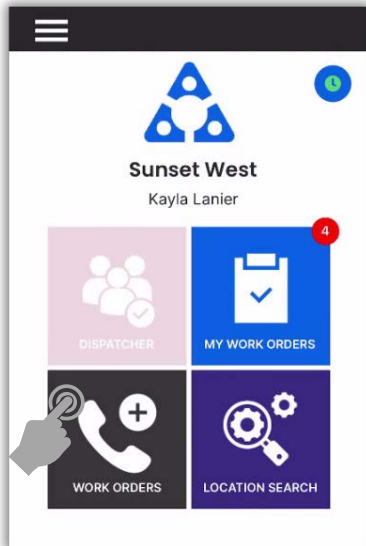 Sunset West
Kayla Lanier
4
DISPATCHER
MY WORK ORDERS
WORK ORDERS
LOCATION SEARCH